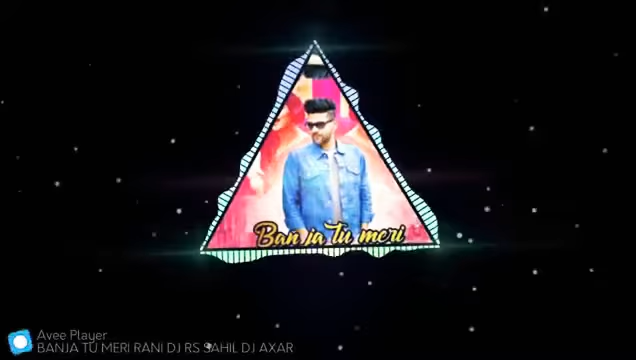 Ban ja tu meri
Avee Player
BANJA TU MERI RANI DJ RS SAHIL DJ AXAR